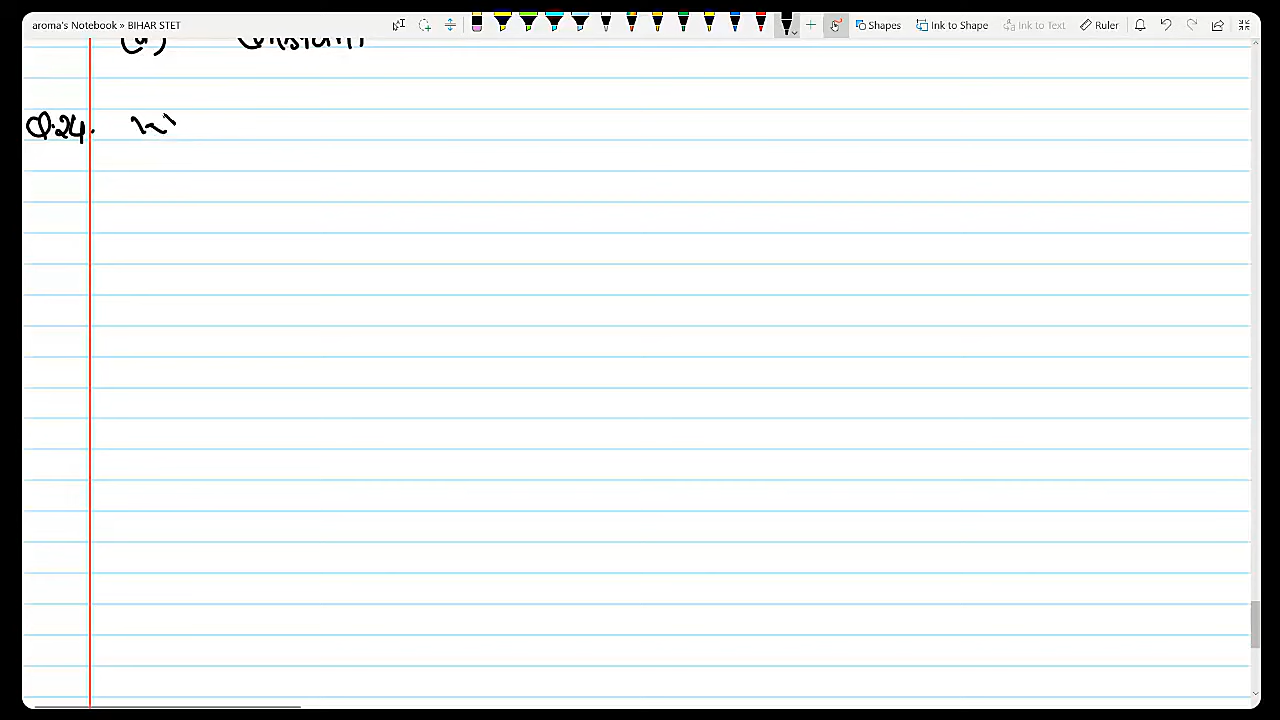 aroma's Notebook » BIHAR STET
Shapes Ink to Shape Ink to Text Ruler
Q.24.